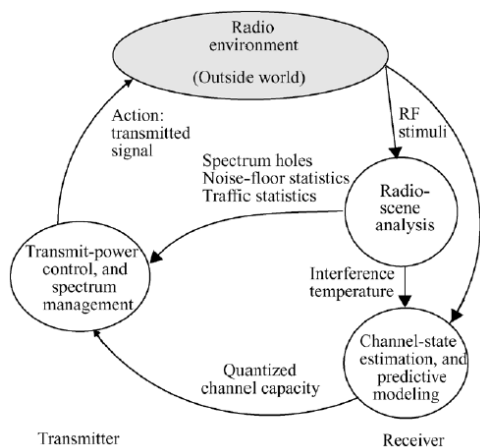 Radio
environment
(Outside world)
Action:
transmitted
signal
RF
stimuli
Spectrum holes
Noise-floor statistics
Traffic statistics
Radio-
scene
analysis
Transmit-power
control, and
spectrum
management
Interference
temperature
Channel-state
estimation, and
predictive
modeling
Quantized
channel capacity
Transmitter
Receiver